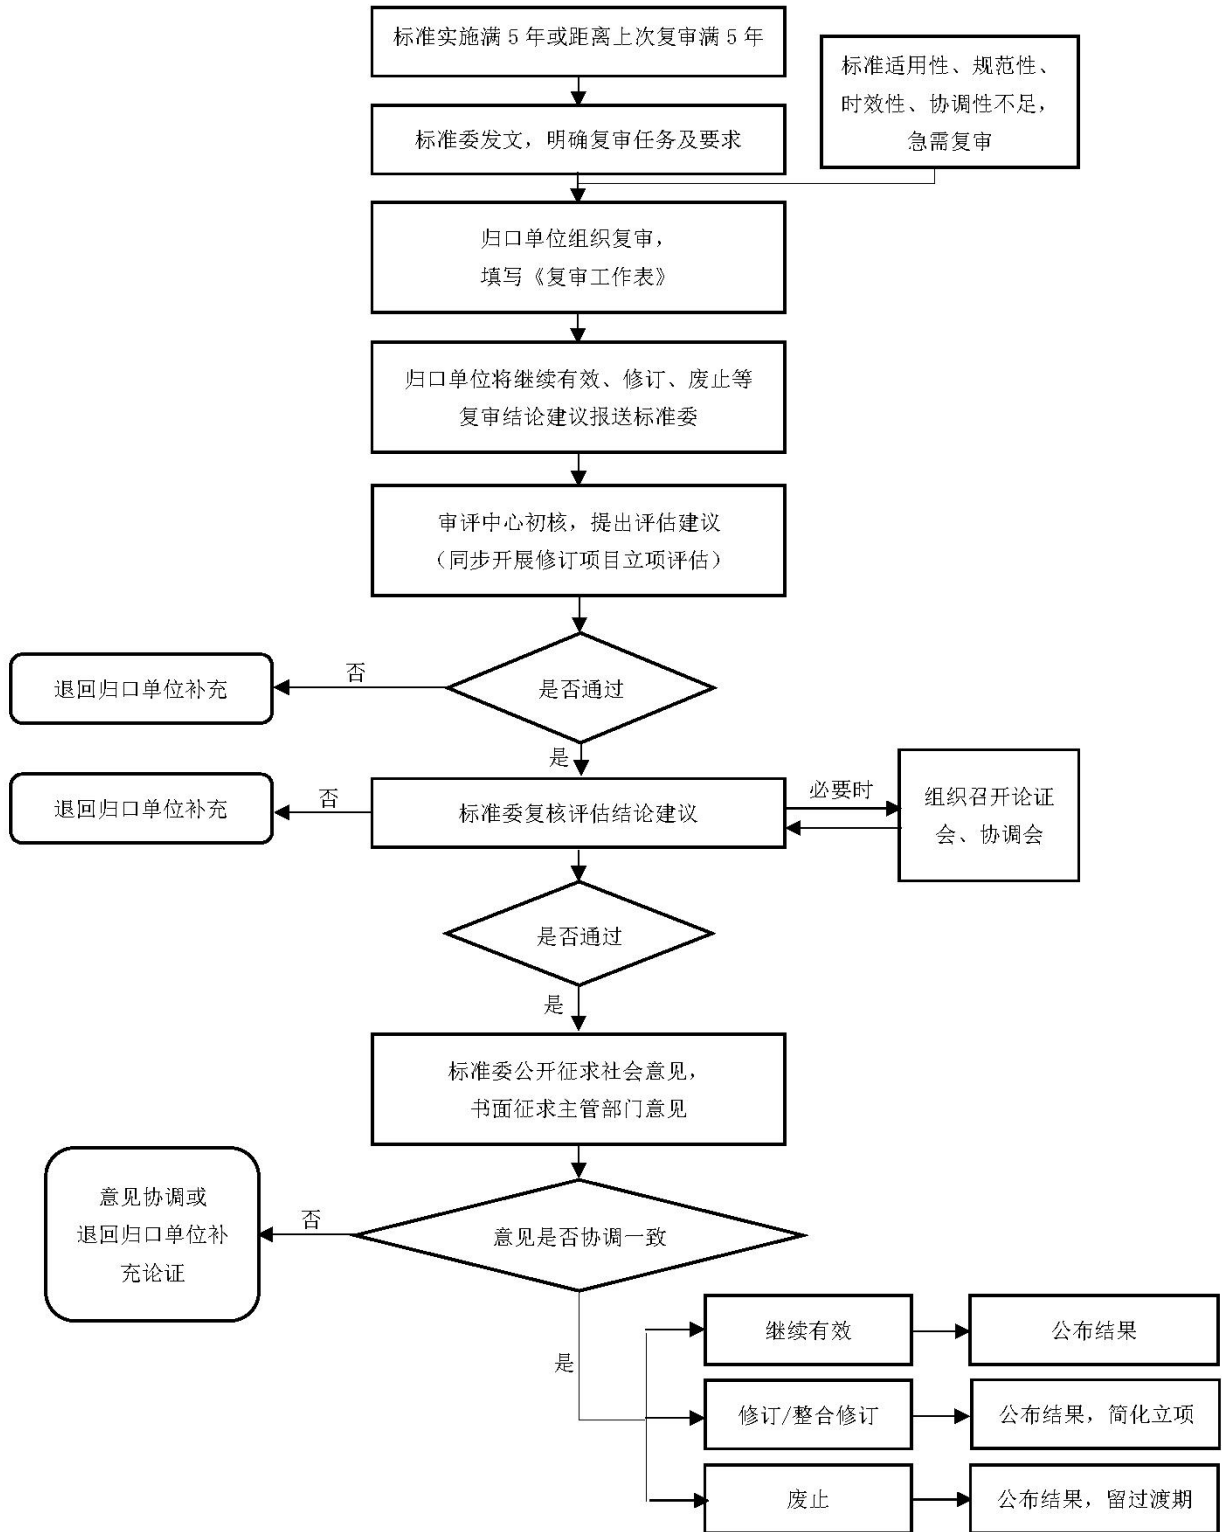 标准实施满 5 年或距离上次复审满 5 年
标准适用性、规范性、
时效性、协调性不足，
急需复审
标准委发文，明确复审任务及要求
归口单位组织复审，
填写《复审工作表》
归口单位将继续有效、修订、废止等
复审结论建议报送标准委
审评中心初核，提出评估建议
（同步开展修订项目立项评估）
是否通过
否
退回归口单位补充
是
标准委复核评估结论建议
否
退回归口单位补充
必要时
组织召开论证
会、协调会
是否通过
是
标准委公开征求社会意见，
书面征求主管部门意见
意见是否协调一致
否
意见协调或
退回归口单位补
充论证
是
继续有效
公布结果
修订/整合修订
公布结果，简化立项
废止
公布结果，留过渡期